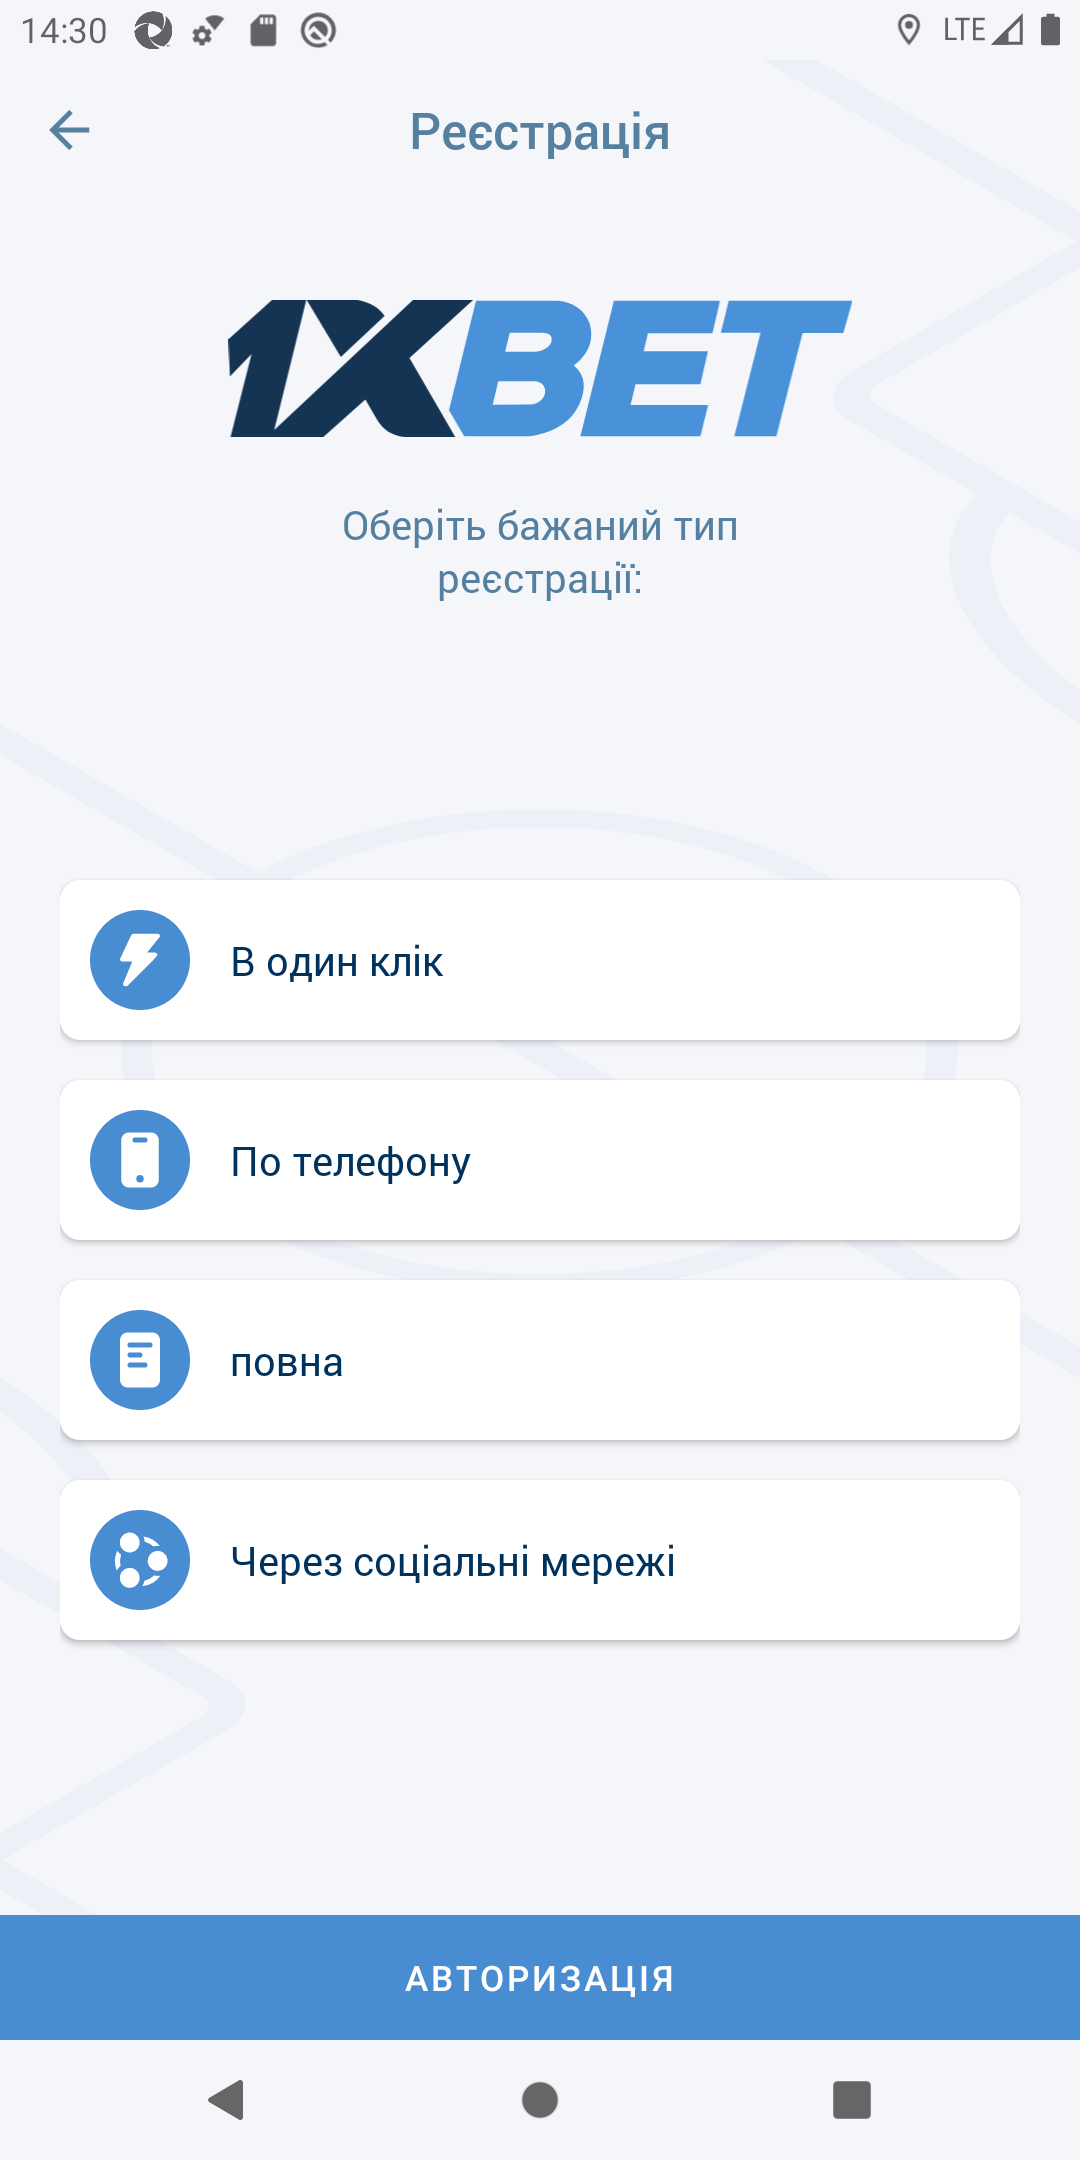 14:30
LTE
Реєстрація
1XBET
Оберіть бажаний тип
реєстрації:
В один клік
По телефону
повна
Через соціальні мережі
АВТОРИЗАЦІЯ